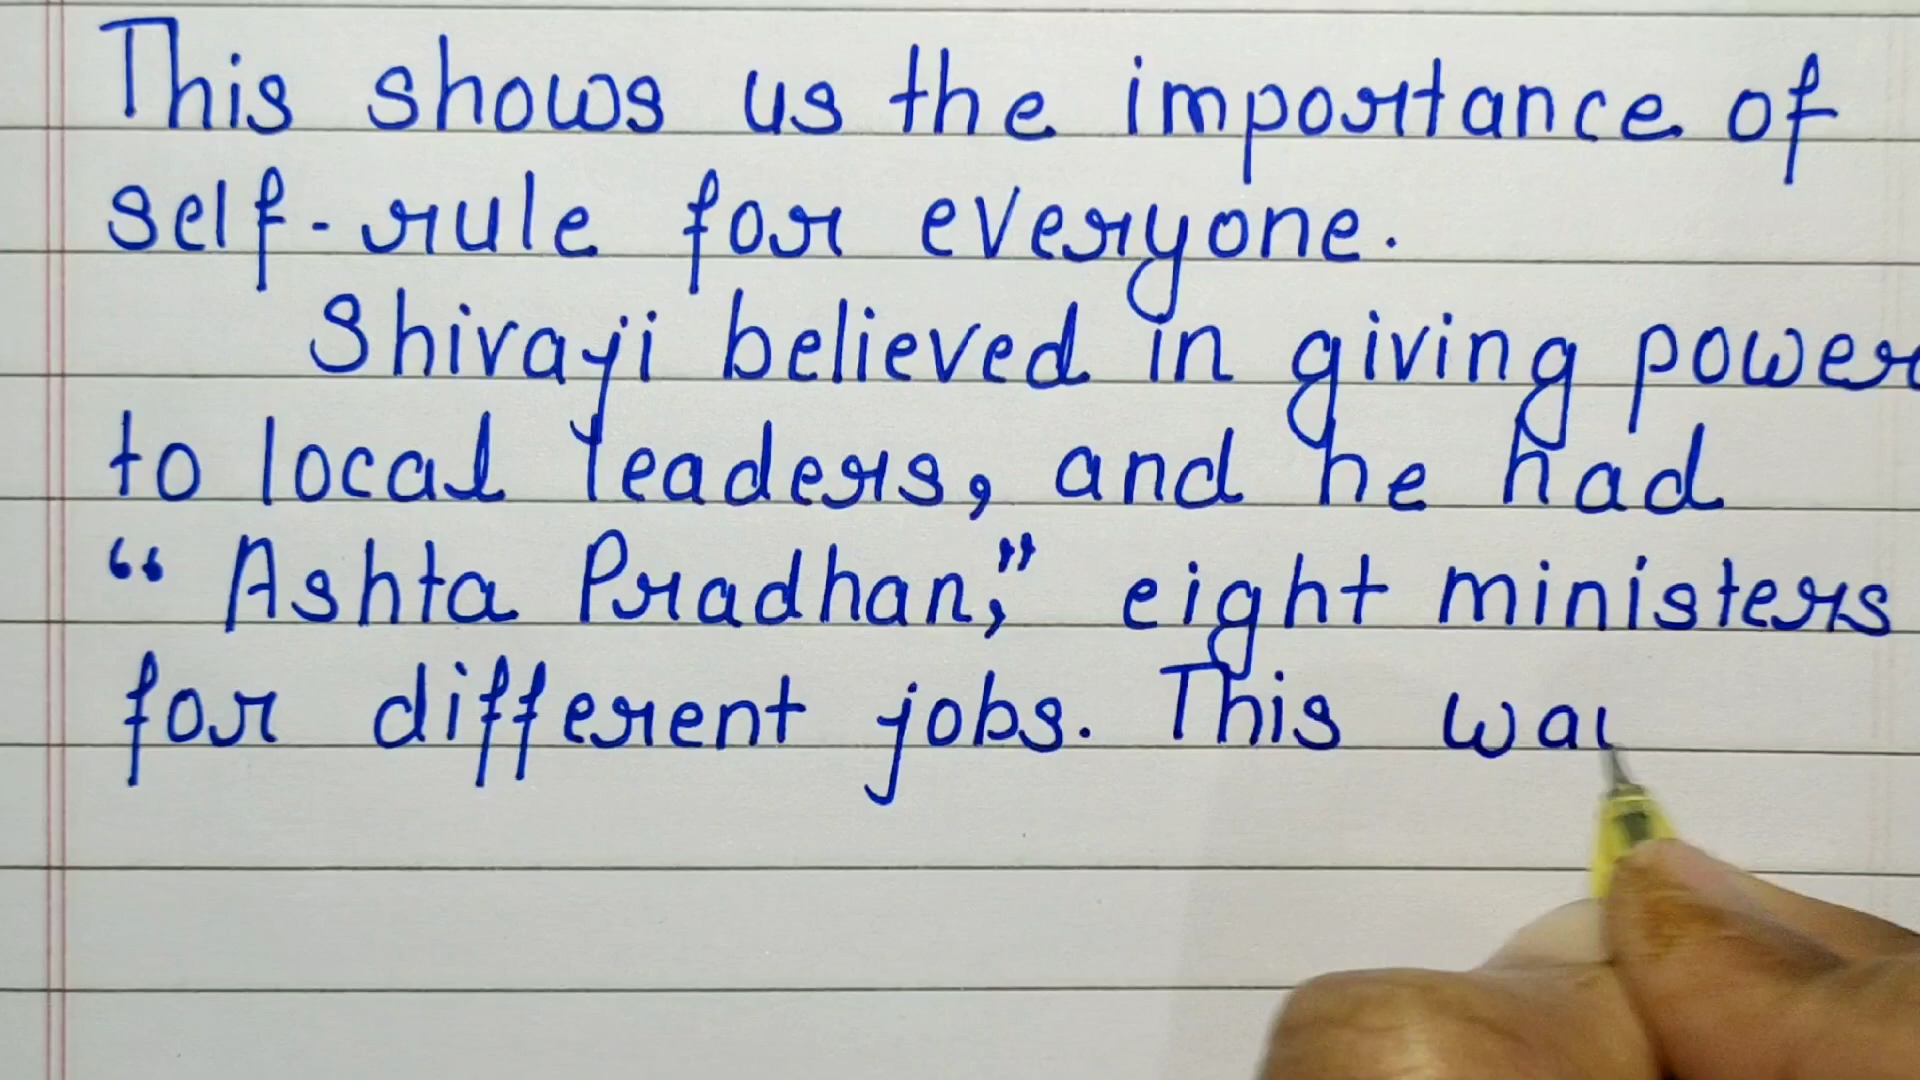 This shows us the importance of
self-rule for everyone.
Shivaji believed in giving power
to local leaders, and he had
“Ashta Pradhan,” eight ministers
for different jobs. This